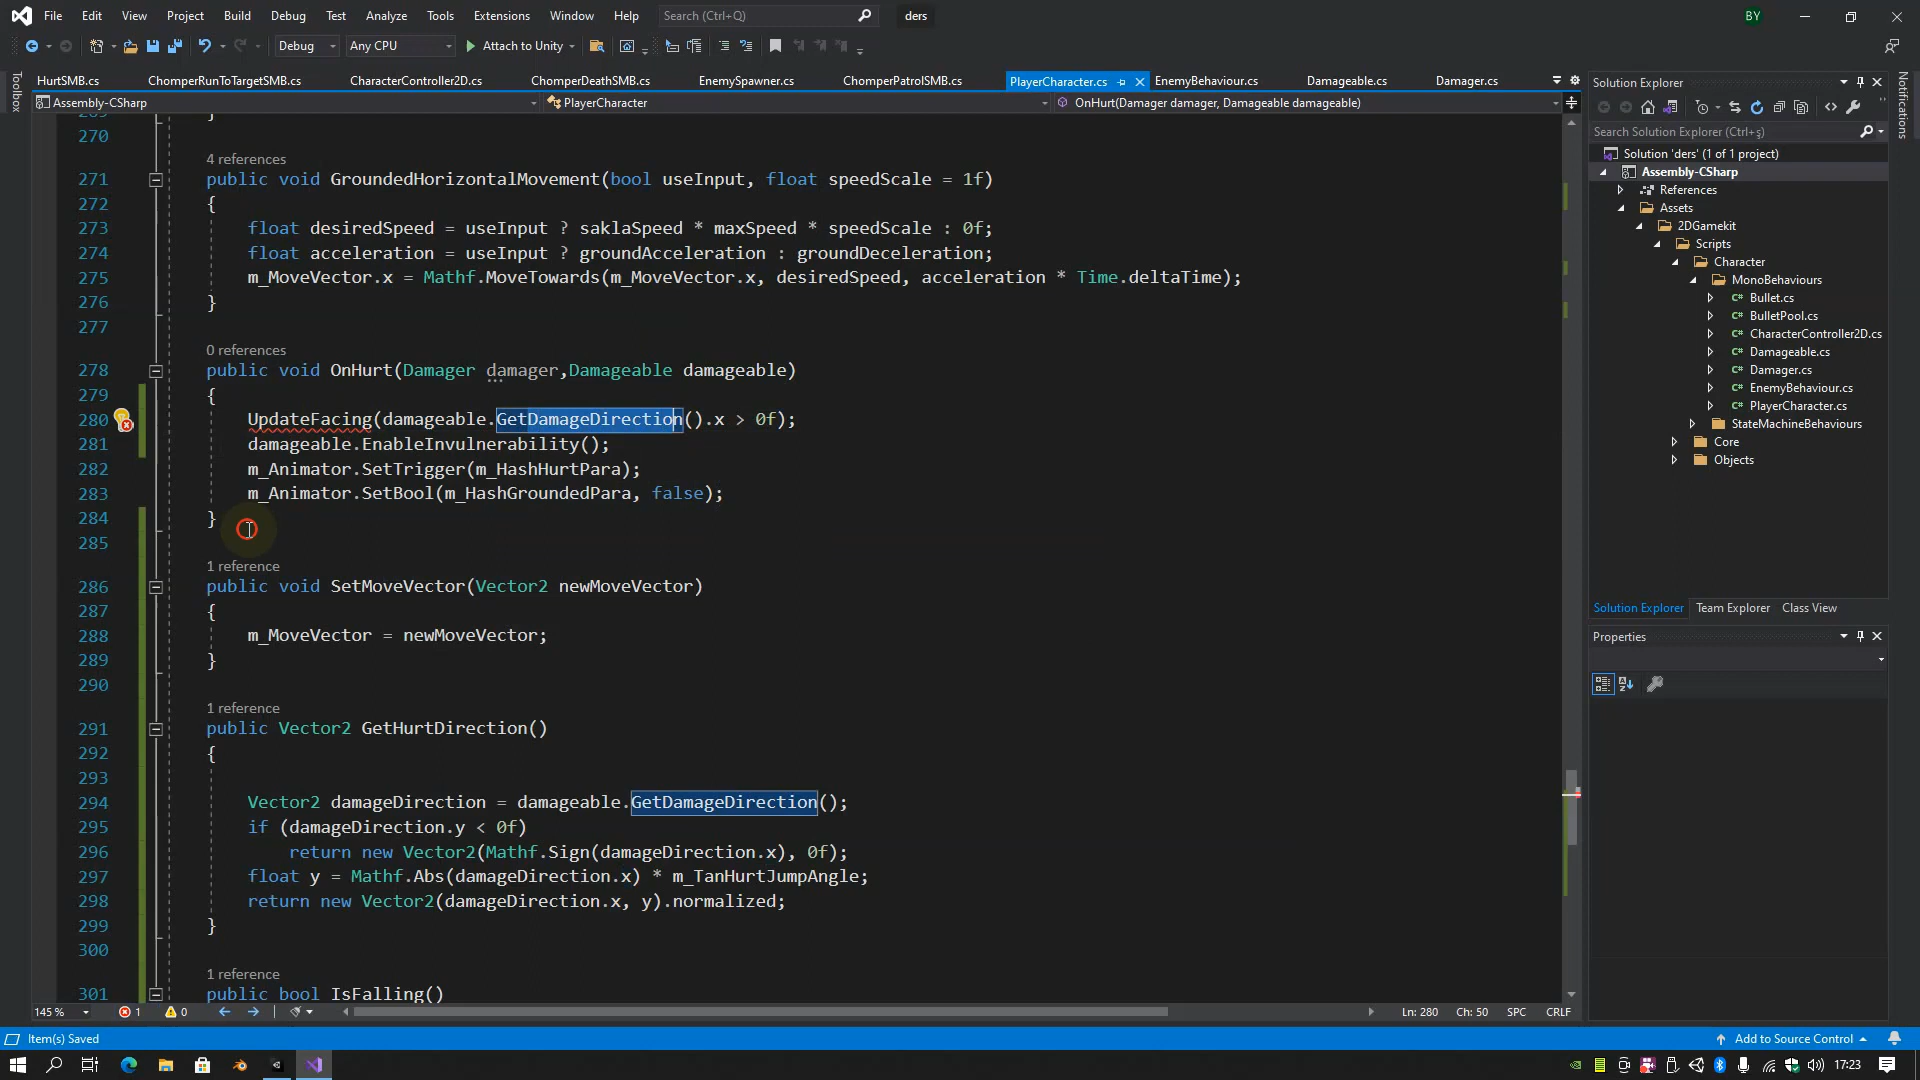 File Edit View Project Build Debug Test Analyze Tools Extensions Window Help Search (Ctrl+Q) ders BY
Debug Any CPU Attach to Unity
Toolbox
HurtSMB.cs ChomperRunToTargetSMB.cs CharacterController2D.cs ChomperDeathSMB.cs EnemySpawner.cs ChomperPatrolSMB.cs PlayerCharacter.cs EnemyBehaviour.cs Damageable.cs Damager.cs
Assembly-CSharp PlayerCharacter OnHurt(Damager damager, Damageable damageable)
270
4 references
271 public void GroundedHorizontalMovement(bool useInput, float speedScale = 1f)
272 {
273 float desiredSpeed = useInput ? saklaSpeed * maxSpeed * speedScale : 0f;
274 float acceleration = useInput ? groundAcceleration : groundDeceleration;
275 m_MoveVector.x = Mathf.MoveTowards(m_MoveVector.x, desiredSpeed, acceleration * Time.deltaTime);
276 }
277
0 references
278 public void OnHurt(Damager damager,Damageable damageable)
279 {
280 UpdateFacing(damageable.GetDamageDirection().x > 0f);
281 damageable.EnableInvulnerability();
282 m_Animator.SetTrigger(m_HashHurtPara);
283 m_Animator.SetBool(m_HashGroundedPara, false);
284 }
285
1 reference
286 public void SetMoveVector(Vector2 newMoveVector)
287 {
288 m_MoveVector = newMoveVector;
289 }
290
1 reference
291 public Vector2 GetHurtDirection()
292 {
293
294 Vector2 damageDirection = damageable.GetDamageDirection();
295 if (damageDirection.y < 0f)
296 return new Vector2(Mathf.Sign(damageDirection.x), 0f);
297 float y = Mathf.Abs(damageDirection.x) * m_TanHurtJumpAngle;
298 return new Vector2(damageDirection.x, y).normalized;
299 }
300
1 reference
301 public bool IsFalling()
145 % 1 0 Ln: 280 Ch: 50 SPC CRLF
Solution Explorer
Search Solution Explorer (Ctrl+ş)
Solution 'ders' (1 of 1 project)
Assembly-CSharp
References
Assets
2DGamekit
Scripts
Character
MonoBehaviours
C# Bullet.cs
C# BulletPool.cs
C# CharacterController2D.cs
C# Damageable.cs
C# Damager.cs
C# EnemyBehaviour.cs
C# PlayerCharacter.cs
StateMachineBehaviours
Core
Objects
Solution Explorer Team Explorer Class View
Properties
Notifications
Item(s) Saved Add to Source Control
17:23